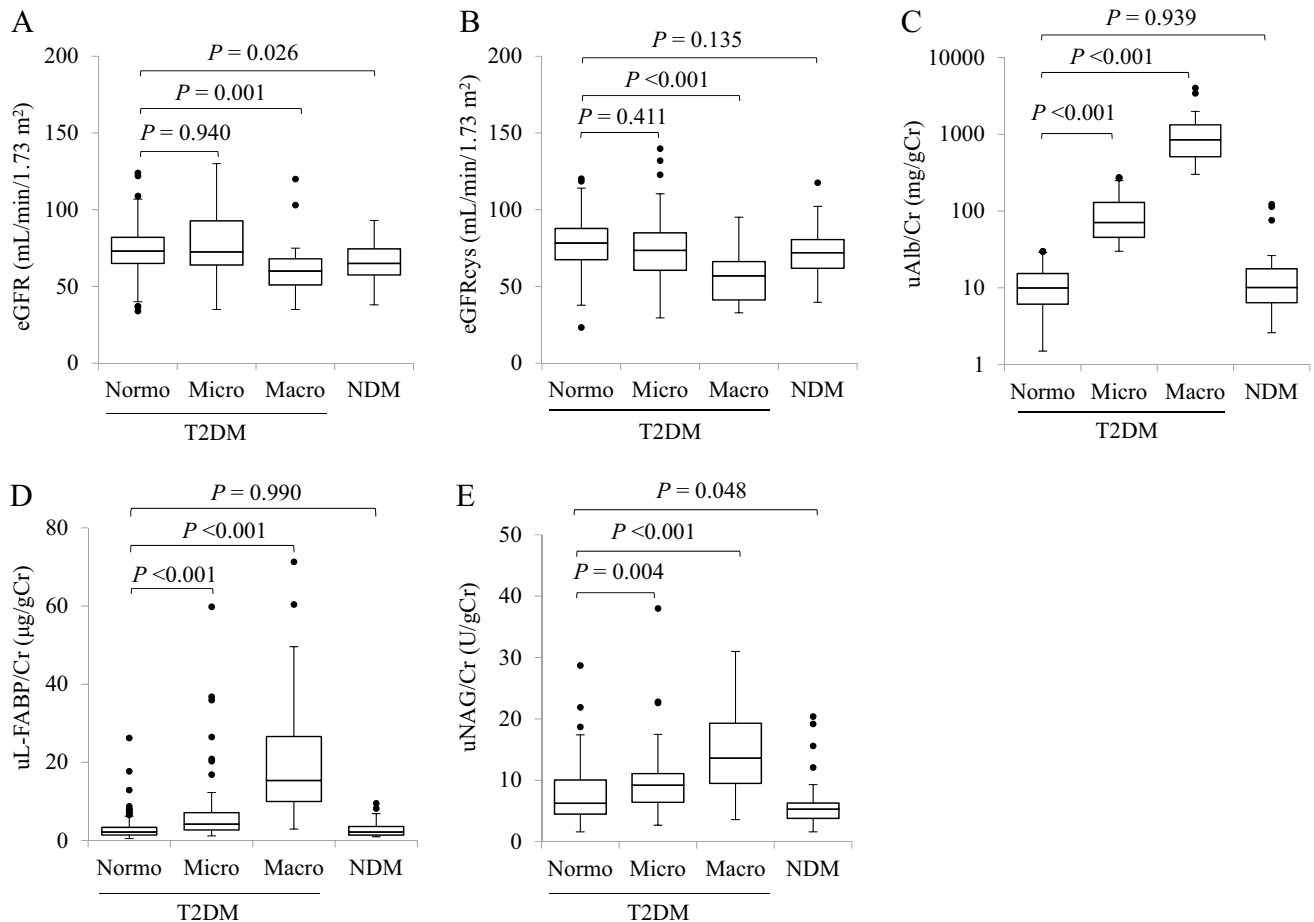 A
P = 0.026
P = 0.001
P = 0.940
eGFR (mL/min/1.73 m²)
200
150
100
50
0
Normo Micro Macro NDM
T2DM
B
P = 0.135
P <0.001
P = 0.411
eGFRcys (mL/min/1.73 m²)
200
150
100
50
0
Normo Micro Macro NDM
T2DM
C
P = 0.939
P <0.001
P <0.001
uAlb/Cr (mg/gCr)
10000
1000
100
10
1
Normo Micro Macro NDM
T2DM
D
P = 0.990
P <0.001
P <0.001
uL-FABP/Cr (µg/gCr)
80
60
40
20
0
Normo Micro Macro NDM
T2DM
E
P = 0.048
P <0.001
P = 0.004
uNAG/Cr (U/gCr)
50
40
30
20
10
0
Normo Micro Macro NDM
T2DM